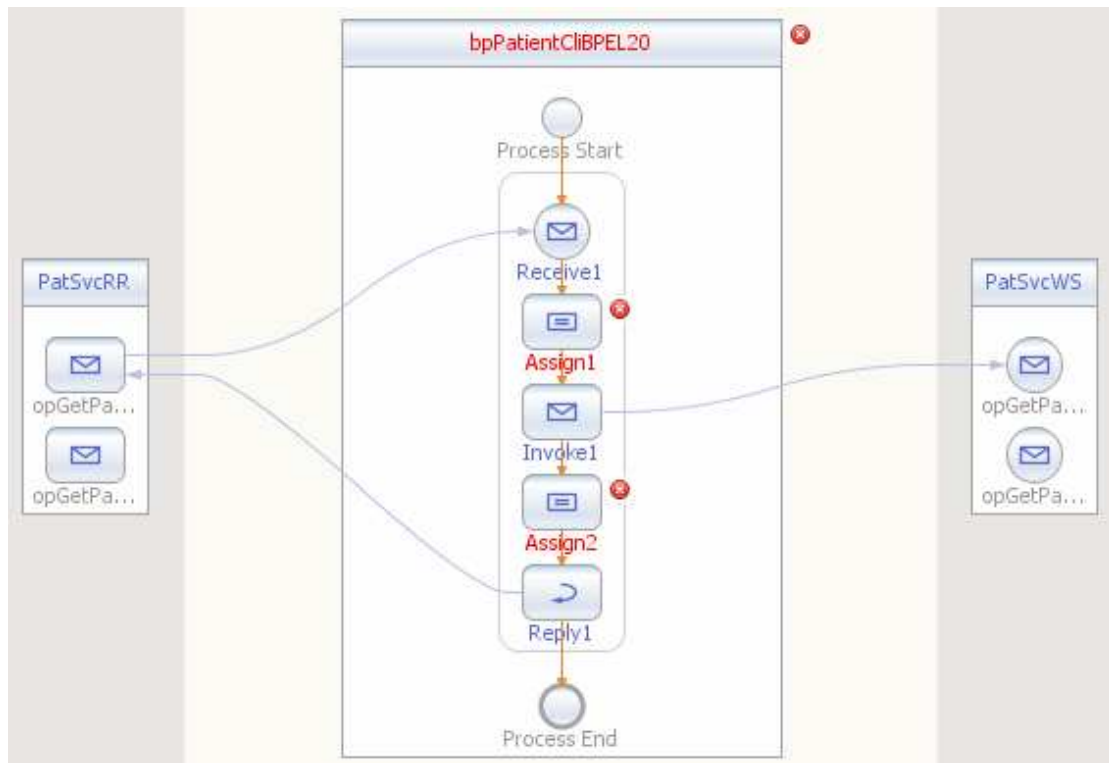 bpPatientCliBPEL20
Process Start
Receive1
PatSvcRR
PatSvcWS
Assign1
opGetPa...
opGetPa...
Invoke1
opGetPa...
opGetPa...
Assign2
Reply1
Process End